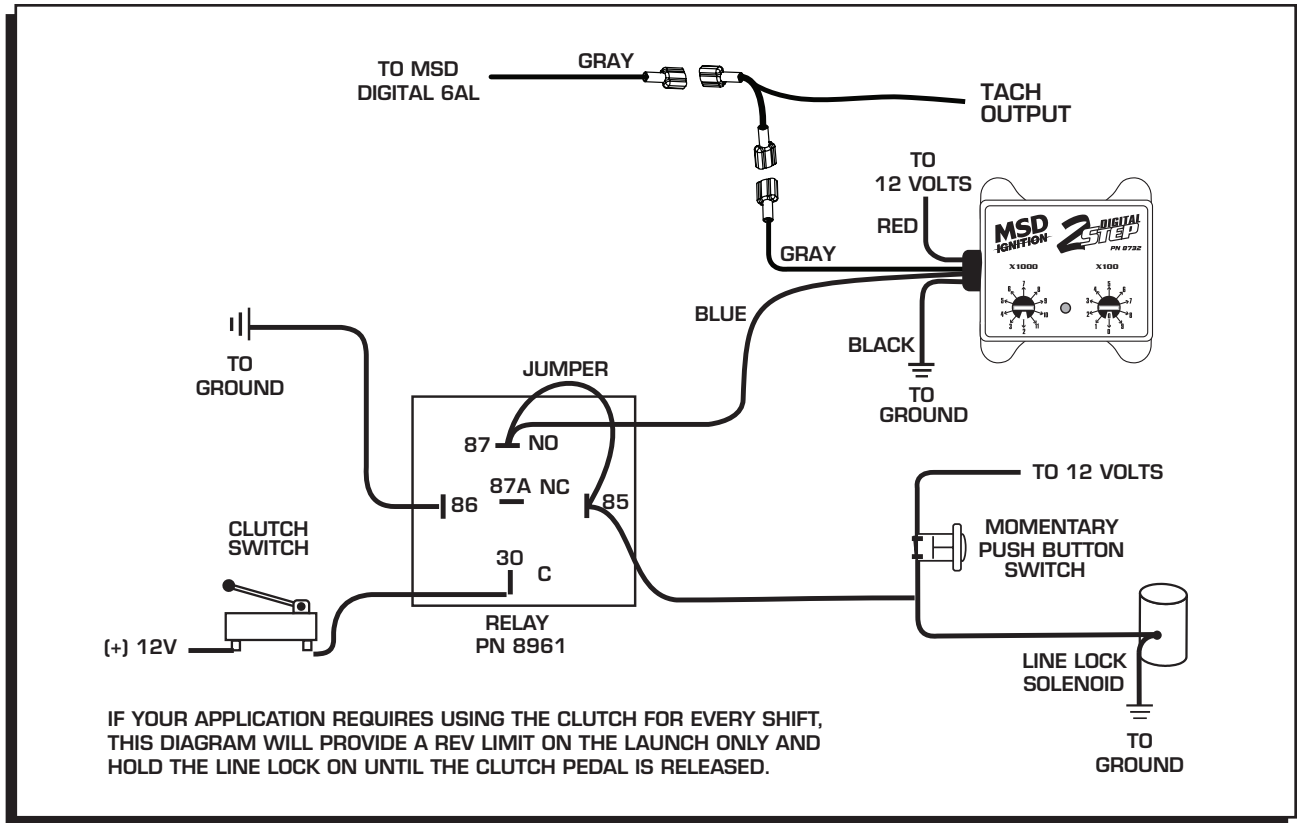 TO MSD
DIGITAL 6AL
GRAY
TACH
OUTPUT
TO
12 VOLTS
RED
MSD
IGNITION
2
DIGITAL
STEP
PN 8732
X1000
X100
GRAY
BLUE
BLACK
TO
GROUND
TO
GROUND
JUMPER
87
NO
87A NC
86
85
30
C
CLUTCH
SWITCH
(+) 12V
RELAY
PN 8961
TO 12 VOLTS
MOMENTARY
PUSH BUTTON
SWITCH
LINE LOCK
SOLENOID
TO
GROUND
IF YOUR APPLICATION REQUIRES USING THE CLUTCH FOR EVERY SHIFT,
THIS DIAGRAM WILL PROVIDE A REV LIMIT ON THE LAUNCH ONLY AND
HOLD THE LINE LOCK ON UNTIL THE CLUTCH PEDAL IS RELEASED.